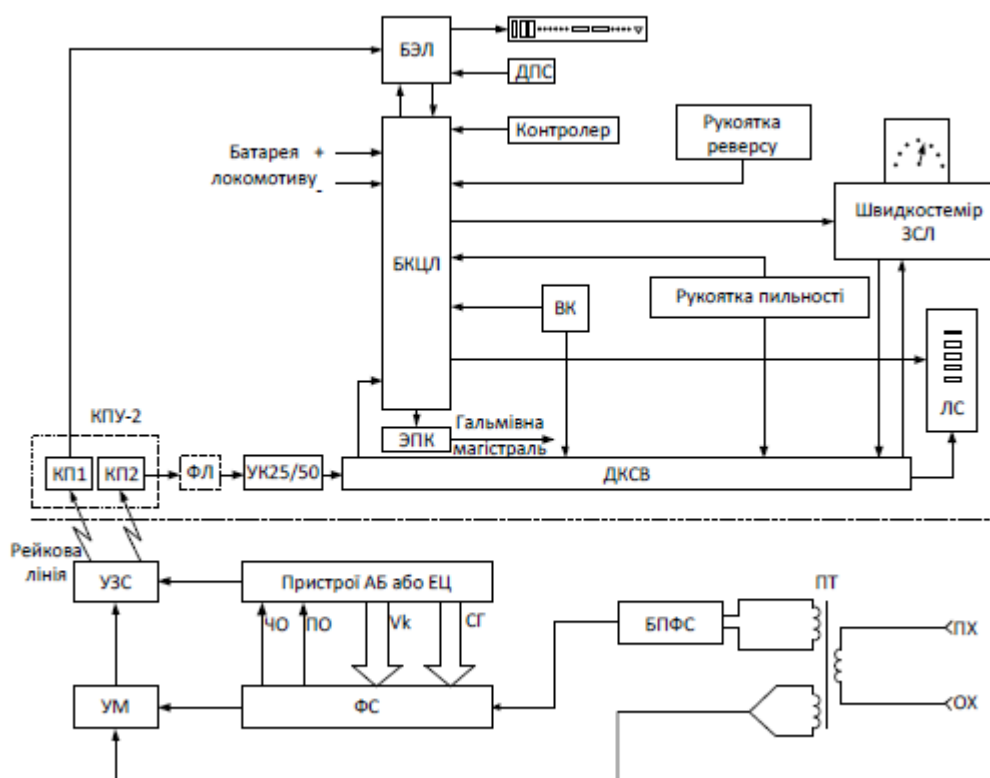 БЭЛ
ДПС
Контролер
Рукоятка
реверсу
Батарея +
локомотиву
-
Швидкостемір
ЗСЛ
БКЦЛ
ВК
Рукоятка пильності
ЛС
КПУ-2
ЭПК
Гальмівна
магістраль
КП1
КП2
ФЛ
УК25/50
ДКСВ
Рейкова
лінія
УЗС
Пристрої АБ або ЕЦ
ПТ
ЧО
ПО
Vk
СГ
БПФС
ПХ
УМ
ФС
ОХ